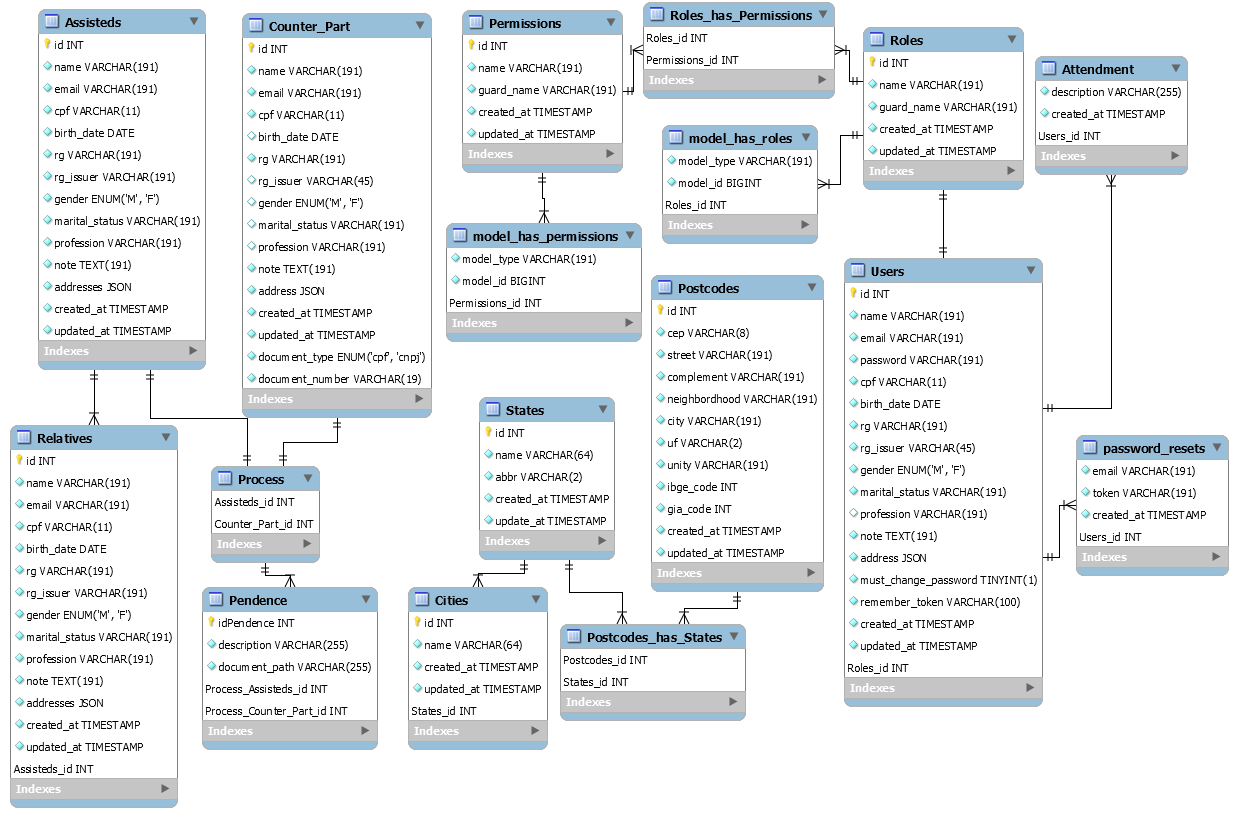 Assisteds
id INT
name VARCHAR(191)
email VARCHAR(191)
cpf VARCHAR(11)
birth_date DATE
rg VARCHAR(191)
rg_issuer VARCHAR(191)
gender ENUM('M', 'F')
marital_status VARCHAR(191)
profession VARCHAR(191)
note TEXT(191)
addresses JSON
created_at TIMESTAMP
updated_at TIMESTAMP
Indexes
Counter_Part
id INT
name VARCHAR(191)
email VARCHAR(191)
cpf VARCHAR(11)
birth_date DATE
rg VARCHAR(191)
rg_issuer VARCHAR(45)
gender ENUM('M', 'F')
marital_status VARCHAR(191)
profession VARCHAR(191)
note TEXT(191)
address JSON
created_at TIMESTAMP
updated_at TIMESTAMP
document_type ENUM('cpf', 'cnpj')
document_number VARCHAR(19)
Indexes
Permissions
id INT
name VARCHAR(191)
guard_name VARCHAR(191)
created_at TIMESTAMP
updated_at TIMESTAMP
Indexes
Roles_has_Permissions
Roles_id INT
Permissions_id INT
Indexes
Roles
id INT
name VARCHAR(191)
guard_name VARCHAR(191)
created_at TIMESTAMP
updated_at TIMESTAMP
Indexes
Attendment
description VARCHAR(255)
created_at TIMESTAMP
Users_id INT
Indexes
model_has_roles
model_type VARCHAR(191)
model_id BIGINT
Roles_id INT
Indexes
model_has_permissions
model_type VARCHAR(191)
model_id BIGINT
Permissions_id INT
Indexes
Postcodes
id INT
cep VARCHAR(8)
street VARCHAR(191)
complement VARCHAR(191)
neighbordhood VARCHAR(191)
city VARCHAR(191)
uf VARCHAR(2)
unity VARCHAR(191)
ibge_code INT
gia_code INT
created_at TIMESTAMP
updated_at TIMESTAMP
Indexes
Users
id INT
name VARCHAR(191)
email VARCHAR(191)
password VARCHAR(191)
cpf VARCHAR(11)
birth_date DATE
rg VARCHAR(191)
rg_issuer VARCHAR(45)
gender ENUM('M', 'F')
marital_status VARCHAR(191)
profession VARCHAR(191)
note TEXT(191)
address JSON
must_change_password TINYINT(1)
remember_token VARCHAR(100)
created_at TIMESTAMP
updated_at TIMESTAMP
Roles_id INT
Indexes
password_resets
email VARCHAR(191)
token VARCHAR(191)
created_at TIMESTAMP
Users_id INT
Indexes
Relatives
id INT
name VARCHAR(191)
email VARCHAR(191)
cpf VARCHAR(11)
birth_date DATE
rg VARCHAR(191)
rg_issuer VARCHAR(191)
gender ENUM('M', 'F')
marital_status VARCHAR(191)
profession VARCHAR(191)
note TEXT(191)
addresses JSON
created_at TIMESTAMP
updated_at TIMESTAMP
Assisteds_id INT
Indexes
Process
Assisteds_id INT
Counter_Part_id INT
Indexes
Pendence
idPendence INT
description VARCHAR(255)
document_path VARCHAR(255)
Process_Assisteds_id INT
Process_Counter_Part_id INT
Indexes
States
id INT
name VARCHAR(64)
abbr VARCHAR(2)
created_at TIMESTAMP
update_at TIMESTAMP
Indexes
Cities
id INT
name VARCHAR(64)
created_at TIMESTAMP
updated_at TIMESTAMP
States_id INT
Indexes
Postcodes_has_States
Postcodes_id INT
States_id INT
Indexes